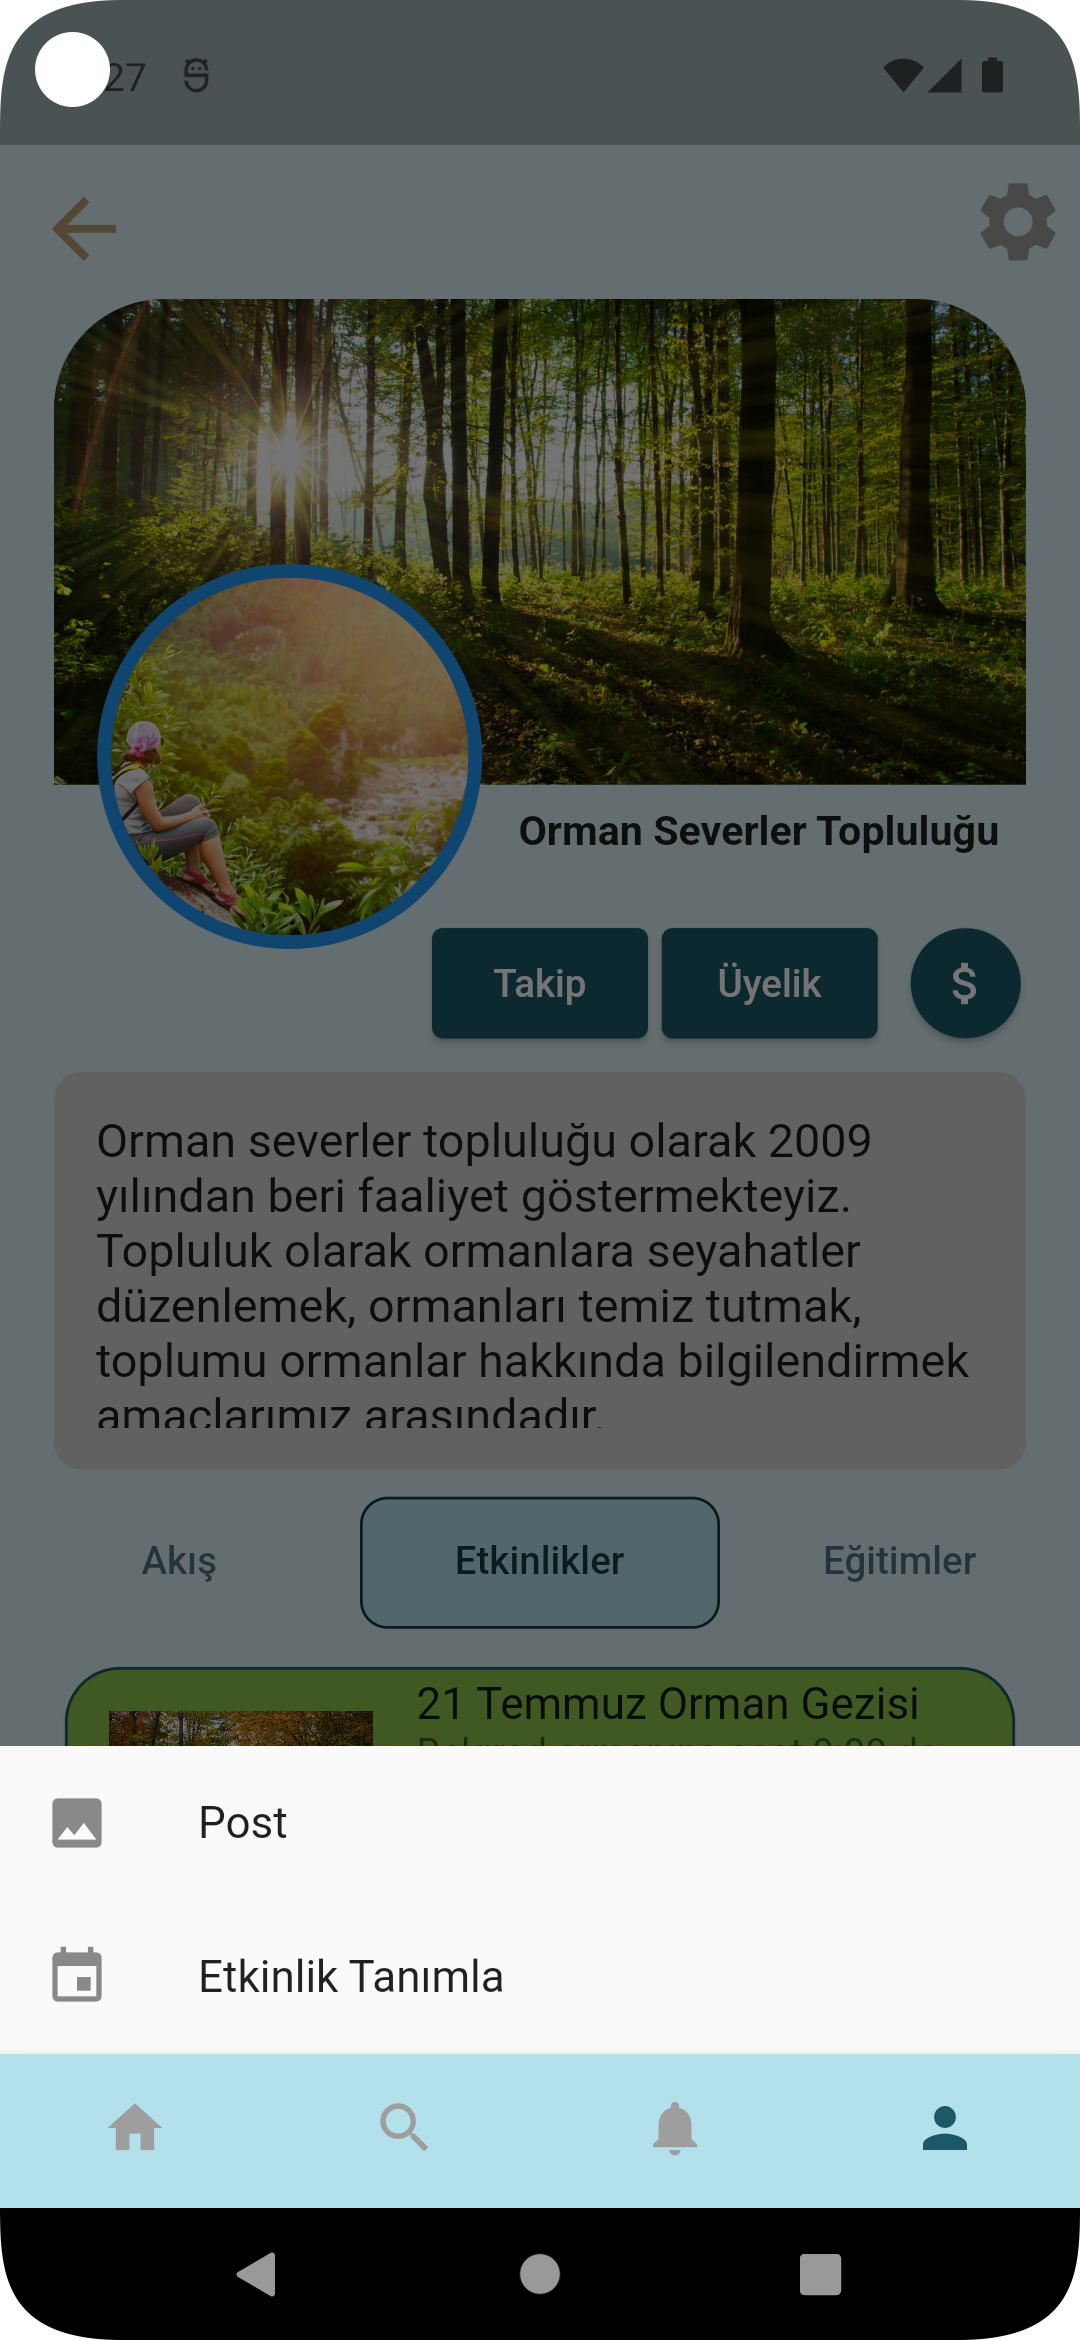 27
Orman Severler Topluluğu
Takip
Üyelik
$
Orman severler topluluğu olarak 2009
yılından beri faaliyet göstermekteyiz.
Topluluk olarak ormanlara seyahatler
düzenlemek, ormanları temiz tutmak,
toplumu ormanlar hakkında bilgilendirmek
amaçlarımız arasındadır.
Akış
Etkinlikler
Eğitimler
21 Temmuz Orman Gezisi
Post
Etkinlik Tanımla